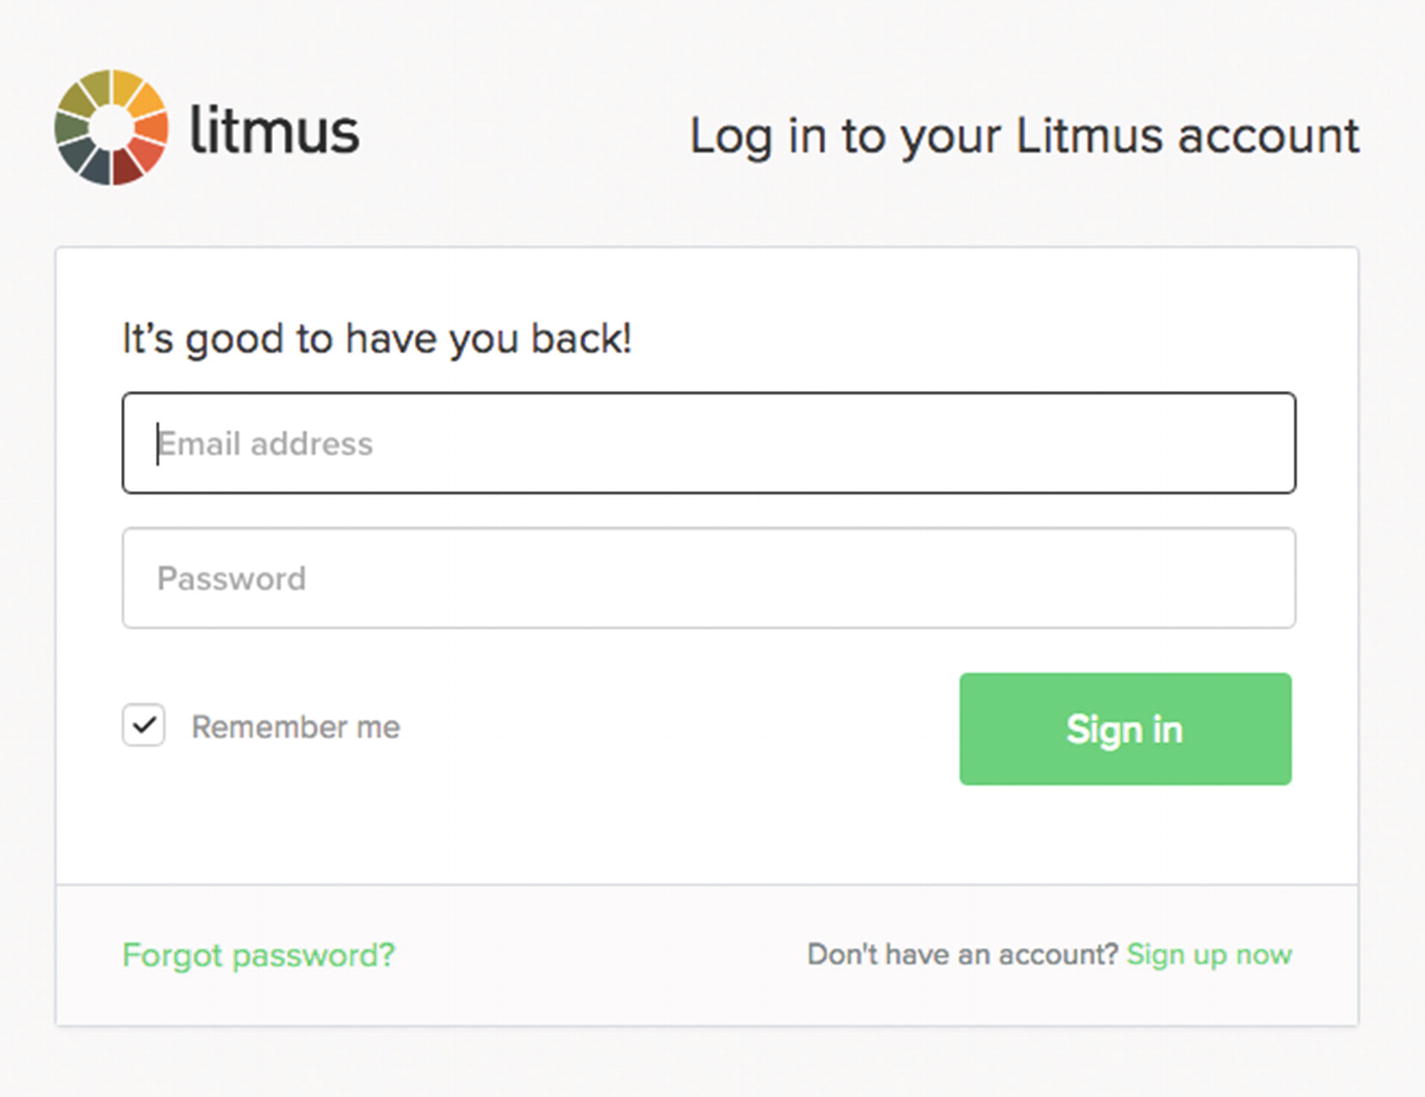 litmus
Log in to your Litmus account
It’s good to have you back!
Email address
Password
Remember me
Sign in
Forgot password?
Don't have an account? Sign up now